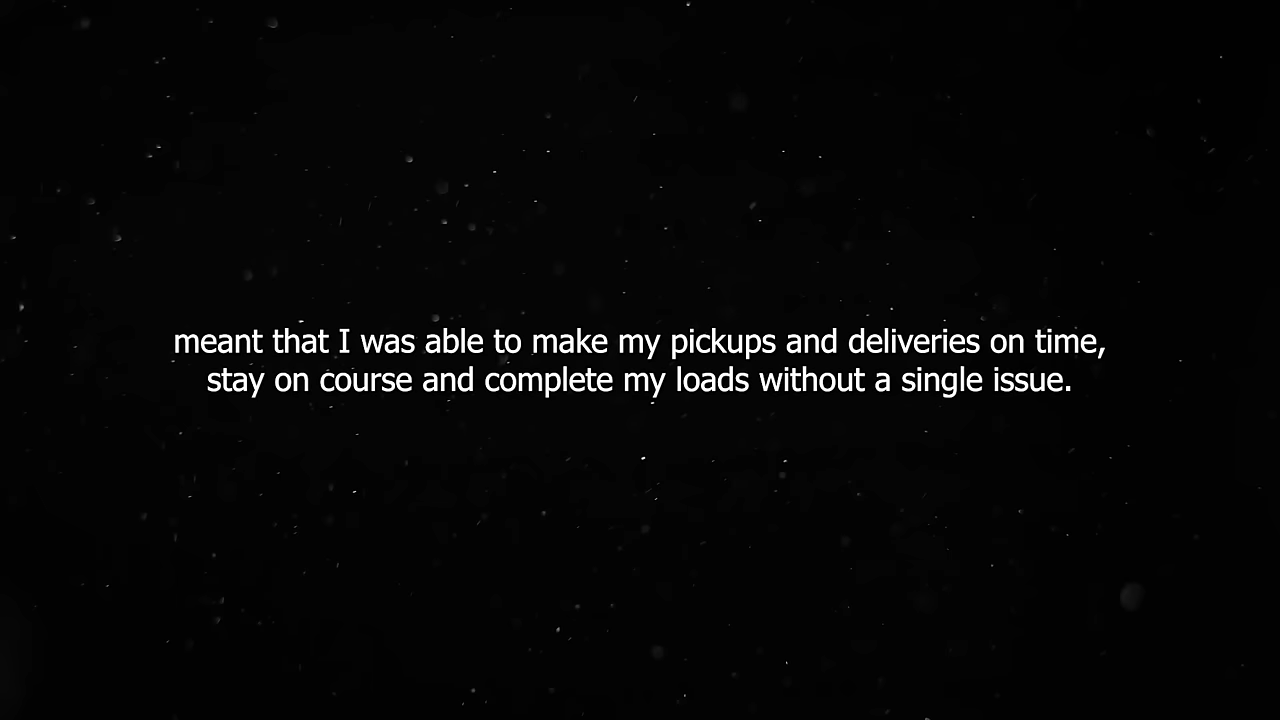 meant that I was able to make my pickups and deliveries on time,
stay on course and complete my loads without a single issue.